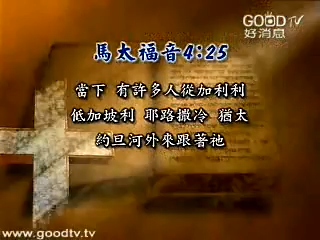 GOOD TV
好消息
馬太福音4:25
當下 有許多人從加利利
低加坡利 耶路撒冷 猶太
約旦河外來跟著祂
www.goodtv.tv